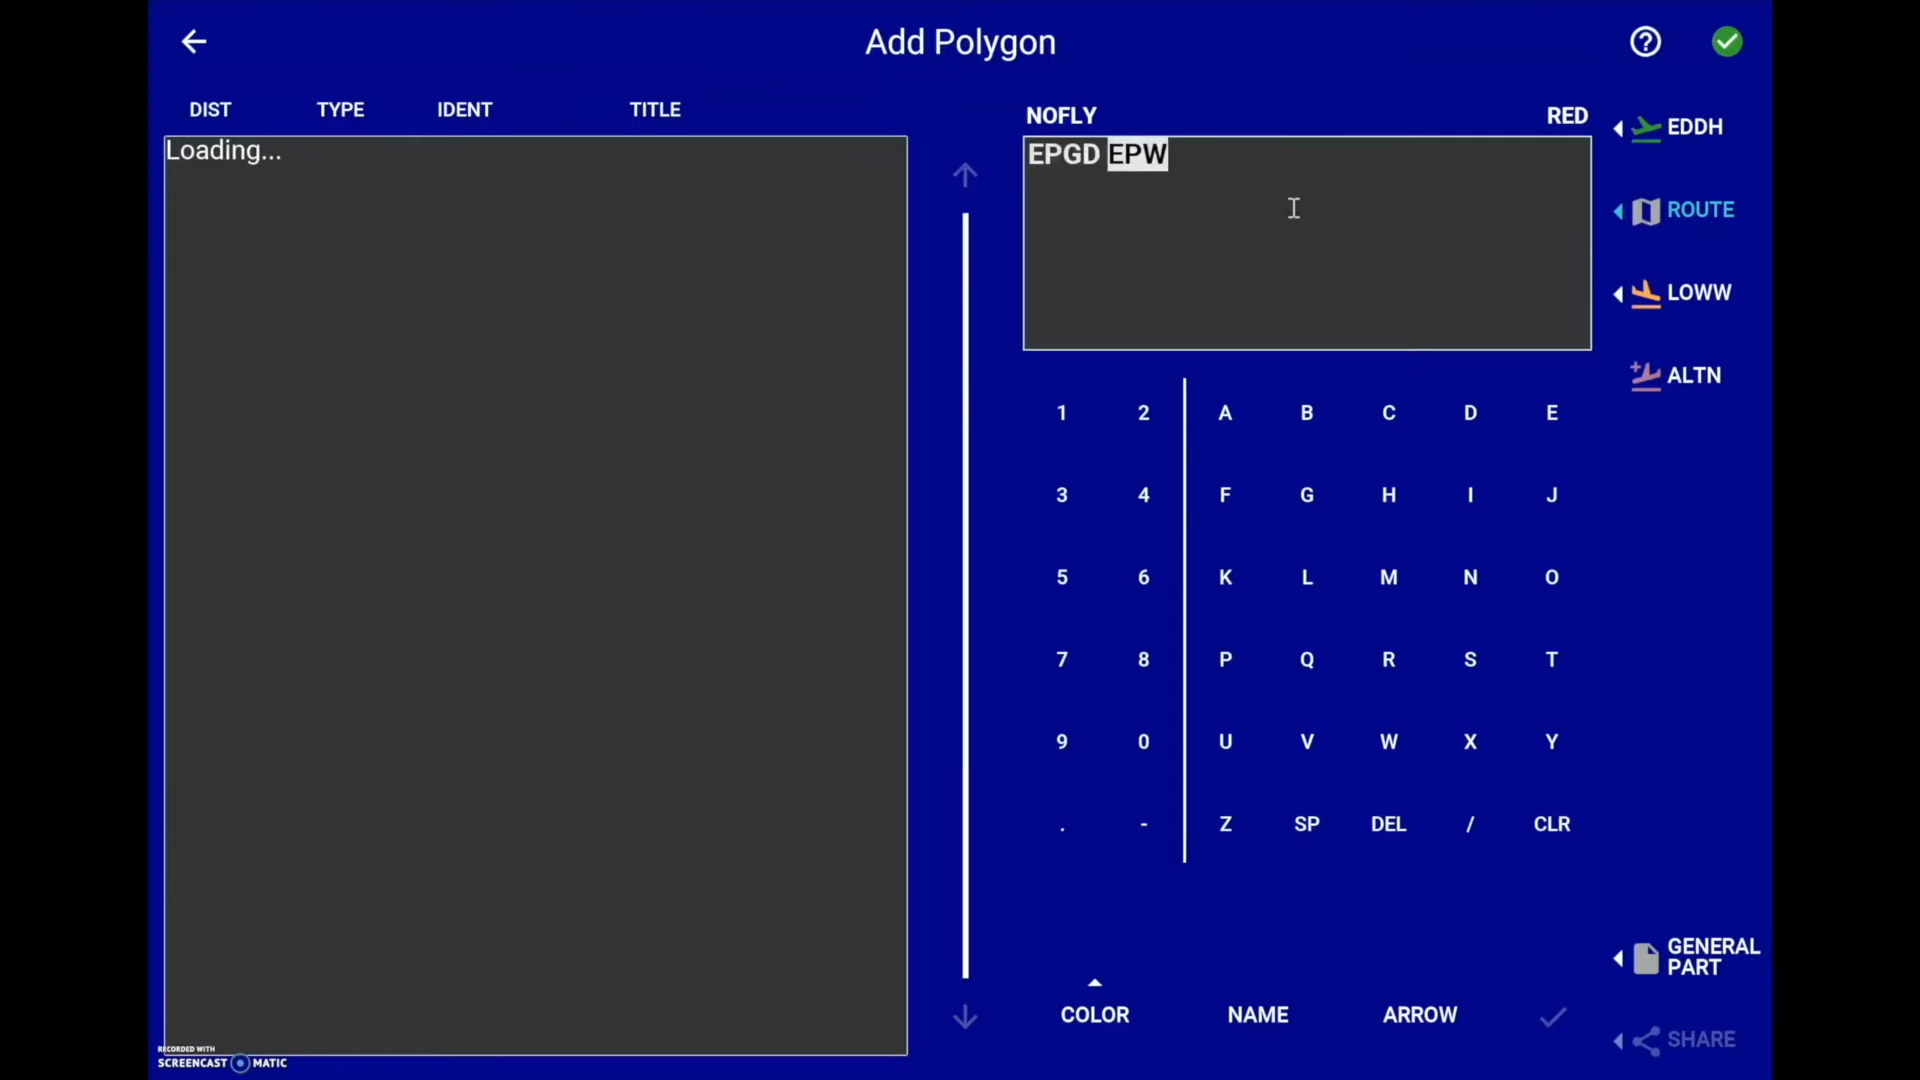 Add Polygon
DIST TYPE IDENT TITLE
Loading...
NOFLY RED
EPGD EPW
EDDH
ROUTE
LOWW
ALTN
1 2 A B C D E
3 4 F G H I J
5 6 K L M N O
7 8 P Q R S T
9 0 U V W X Y
. - Z SP DEL / CLR
COLOR NAME ARROW
GENERAL
PART
SHARE
RECORDED WITH
SCREENCAST MATIC